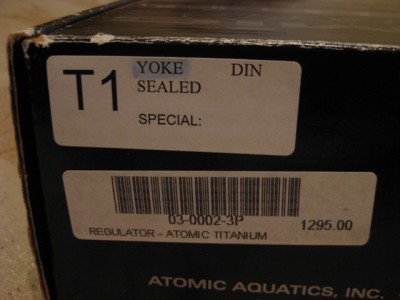 T1 YOKE DIN
SEALED
SPECIAL:
03-0002-3P 1295.00
REGULATOR - ATOMIC TITANIUM
ATOMIC AQUATICS, INC.